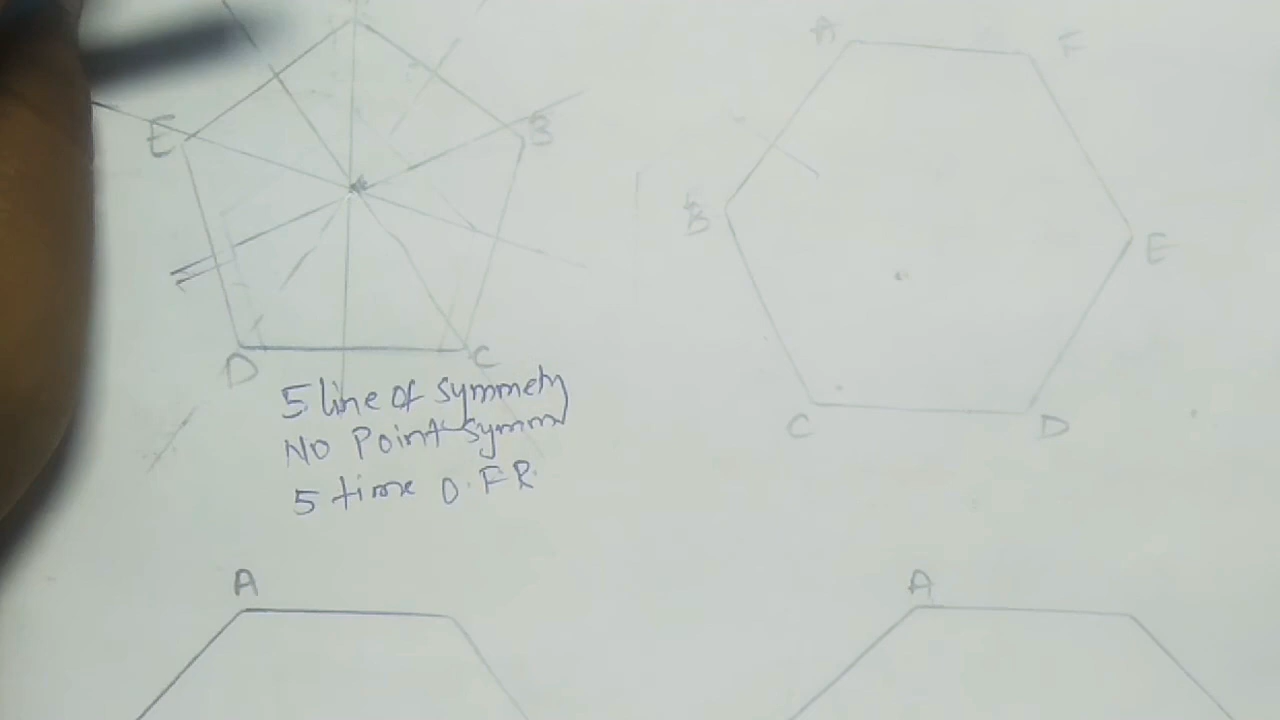 E
B
D
C
5 line of symmety
No Point Symm
5 time O.F R.
A
F
B
E
C
D
A
A